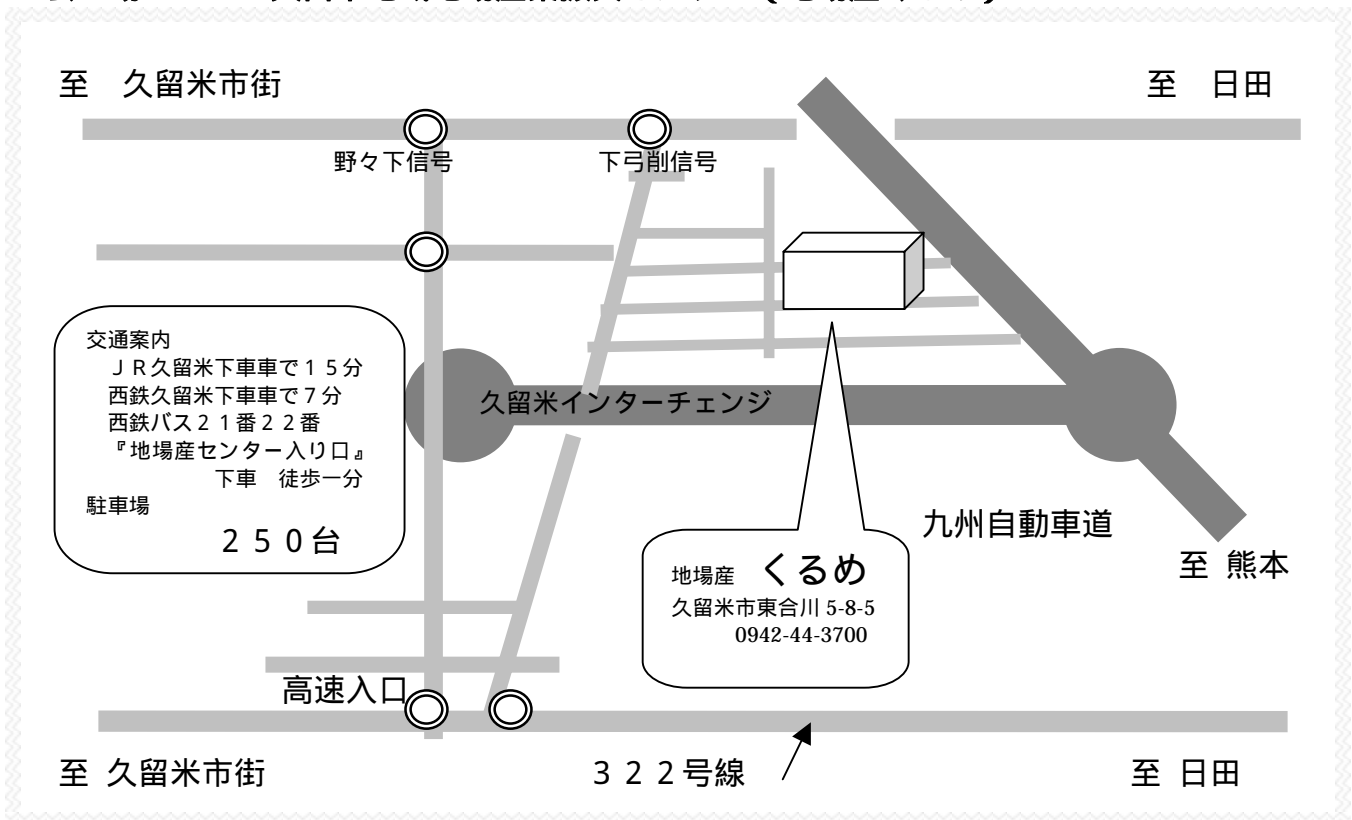 至 久留米市街
至 日田
野々下信号
下弓削信号
交通案内
ＪＲ久留米下車車で１５分
西鉄久留米下車車で７分
西鉄バス２１番２２番
『地場産センター入り口』
下車 徒歩一分
駐車場
２５０台
久留米インターチェンジ
九州自動車道
至 熊本
地場産 くるめ
久留米市東合川 5-8-5
0942-44-3700
高速入口
至 久留米市街
３２２号線
至 日田